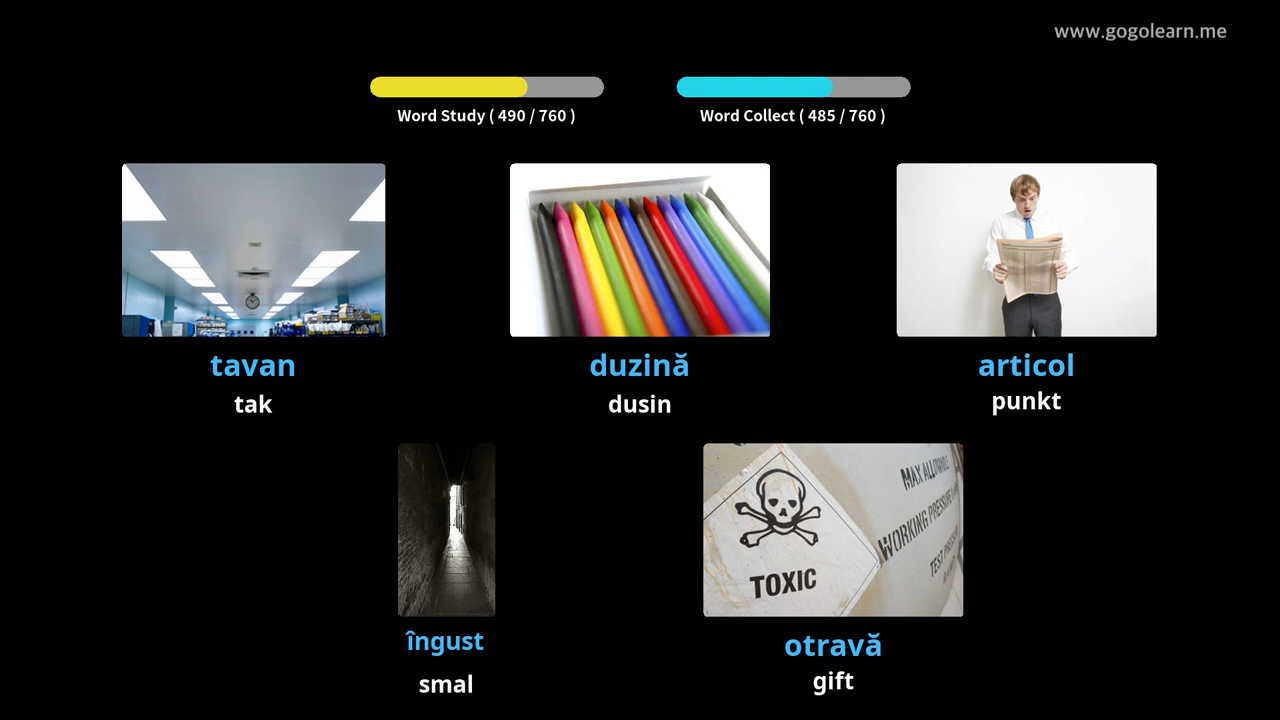 www.gogolearn.me
Word Study ( 490 / 760 )
Word Collect ( 485 / 760 )
tavan
tak
duzină
dusin
articol
punkt
îngust
smal
TOXIC
MAX ALLOWABLE
WORKING PRESSURE
TEST
otravă
gift